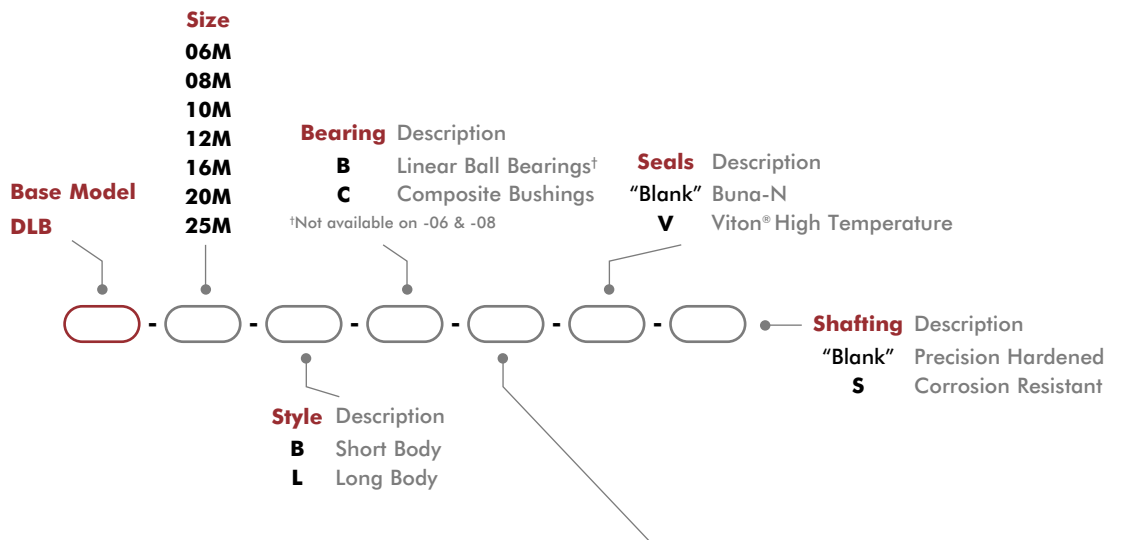 Size
06M
08M
10M
12M
16M
20M
25M
Base Model
DLB
Bearing Description
B Linear Ball Bearings†
C Composite Bushings
†Not available on -06 & -08
Seals Description
“Blank” Buna-N
V Viton® High Temperature
- - - - - -
Shafting Description
“Blank” Precision Hardened
S Corrosion Resistant
Style Description
B Short Body
L Long Body